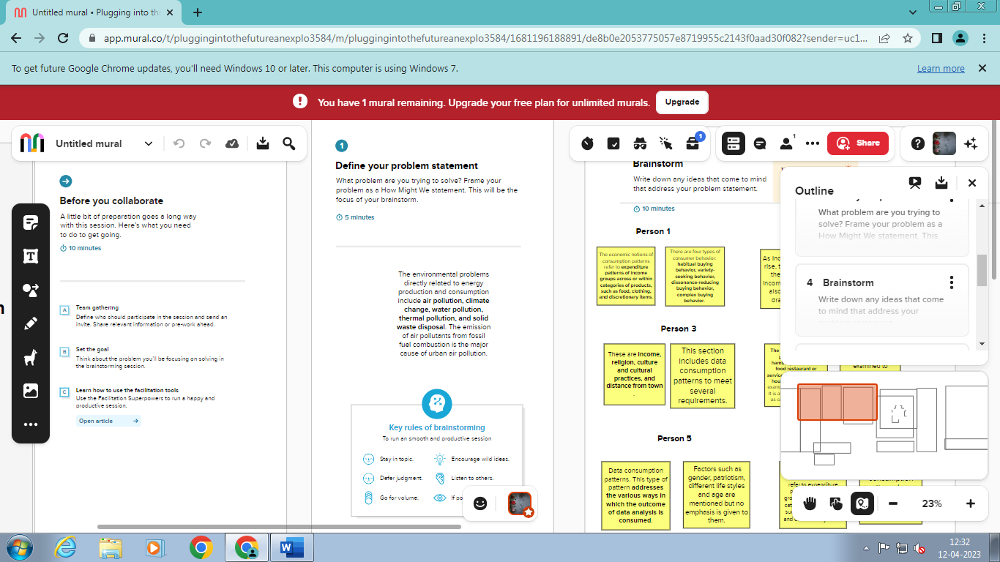 Untitled mural • Plugging into th
app.mural.co/t/pluggingintothefutureanexplo3584/m/pluggingintothefutureanexplo3584/1681196188891/de8b0e2053775057e8719955c2143f0aad30f082?sender=uc1...
To get future Google Chrome updates, you'll need Windows 10 or later. This computer is using Windows 7.
Learn more
You have 1 mural remaining. Upgrade your free plan for unlimited murals.
Upgrade
Untitled mural
1
1
Share
Before you collaborate
A little bit of preparation goes a long way
with this session. Here's what you need
to do to get going.
10 minutes
A
Team gathering
Define who should participate in the session and send an
invite. Share relevant information or pre-work ahead.
B
Set the goal
Think about the problem you'll be focusing on solving in
the brainstorming session.
C
Learn how to use the facilitation tools
Use the Facilitation Superpowers to run a happy and
productive session.
Open article
1
Define your problem statement
What problem are you trying to solve? Frame your
problem as a How Might We statement. This will be the
focus of your brainstorm.
5 minutes
The environmental problems
directly related to energy
production and consumption
include air pollution, climate
change, water pollution,
thermal pollution, and solid
waste disposal. The emission
of air pollutants from fossil
fuel combustion is the major
cause of urban air pollution.
Key rules of brainstorming
To run an smooth and productive session
Stay in topic.
Encourage wild ideas.
Defer judgment.
Listen to others.
Go for volume.
If po
Brainstorm
Write down any ideas that come to mind
that address your problem statement.
10 minutes
Person 1
The economic notions of
consumption patterns
refer to expenditure
patterns of income
groups across or within
categories of products,
such as food, clothing,
and discretionary items.
There are four types of
consumer behavior:
habitual buying
behavior, variety-
seeking behavior,
dissonance-reducing
buying behavior,
complex buying
behavior.
As inc
rise, t
the
incom
also
dra
Person 3
These are income,
religion, culture
and cultural
practices, and
distance from town
.
This section
includes data
consumption
patterns to meet
several
requirements.
The
food restaurant or
service
hou
examp
It is a
as c
examined to
Person 5
Data consumption
patterns. This type of
pattern addresses
the various ways in
which the outcome
of data analysis is
consumed.
Factors such as
gender, patriotism,
different life styles
and age are
mentioned but no
emphasis is given to
them.
refer to expenditure
Outline
What problem are you trying to
solve? Frame your problem as a
How Might We statement. This
4 Brainstorm
Write down any ideas that come
to mind that address your
23%
12:32
12-04-2023